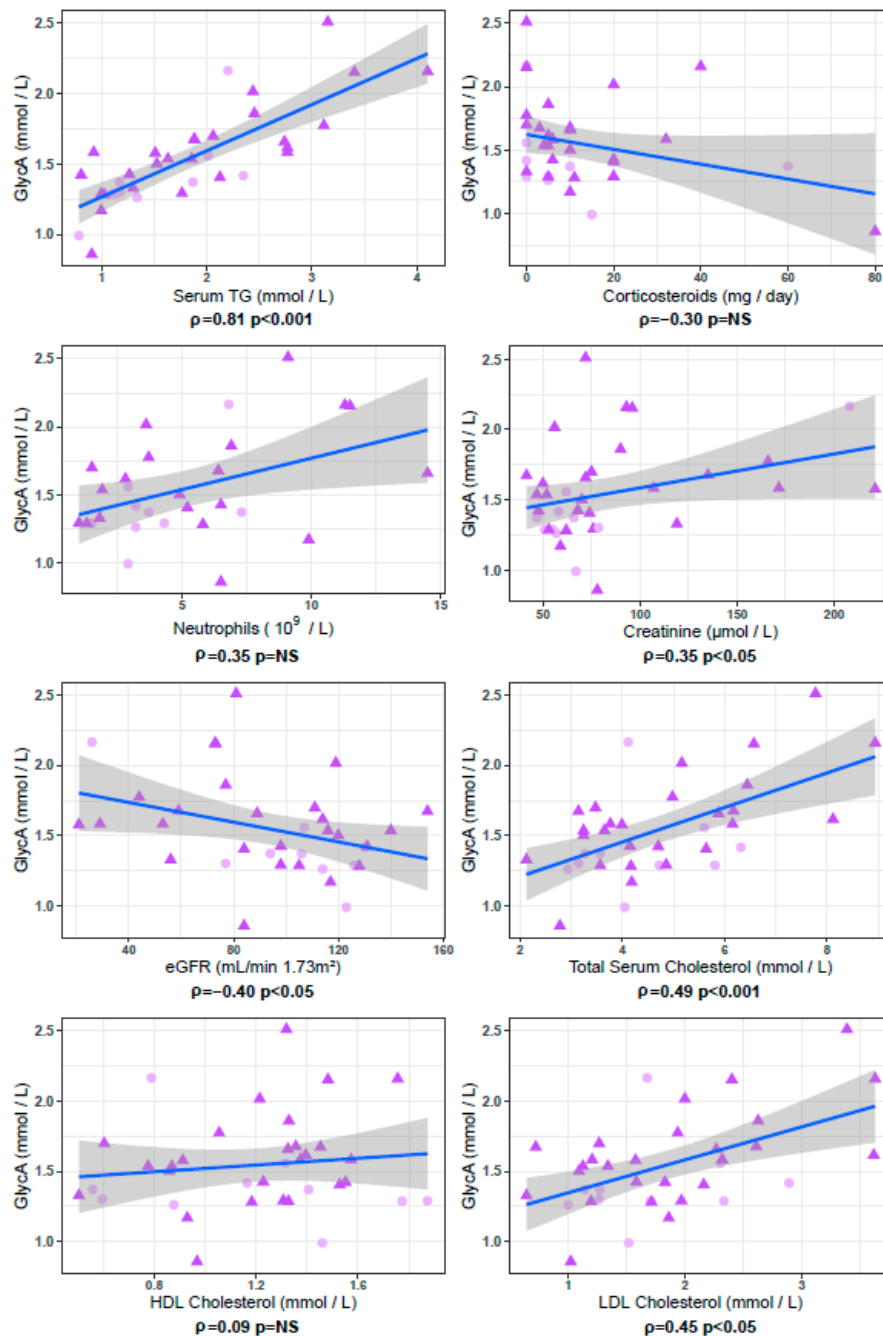 GlycA (mmol / L)
2.5
2.0
1.5
1.0
1 2 3 4
Serum TG (mmol / L)
ρ=0.81 p<0.001
GlycA (mmol / L)
2.5
2.0
1.5
1.0
0 20 40 60 80
Corticosteroids (mg / day)
ρ=−0.30 p=NS
GlycA (mmol / L)
2.5
2.0
1.5
1.0
5 10 15
Neutrophils ( 10⁹ / L)
ρ=0.35 p=NS
GlycA (mmol / L)
2.5
2.0
1.5
1.0
50 100 150 200
Creatinine (μmol / L)
ρ=0.35 p<0.05
GlycA (mmol / L)
2.5
2.0
1.5
1.0
40 80 120 160
eGFR (mL/min 1.73m²)
ρ=−0.40 p<0.05
GlycA (mmol / L)
2.5
2.0
1.5
1.0
2 4 6 8
Total Serum Cholesterol (mmol / L)
ρ=0.49 p<0.001
GlycA (mmol / L)
2.5
2.0
1.5
1.0
0.8 1.2 1.6
HDL Cholesterol (mmol / L)
ρ=0.09 p=NS
GlycA (mmol / L)
2.5
2.0
1.5
1.0
1 2 3
LDL Cholesterol (mmol / L)
ρ=0.45 p<0.05